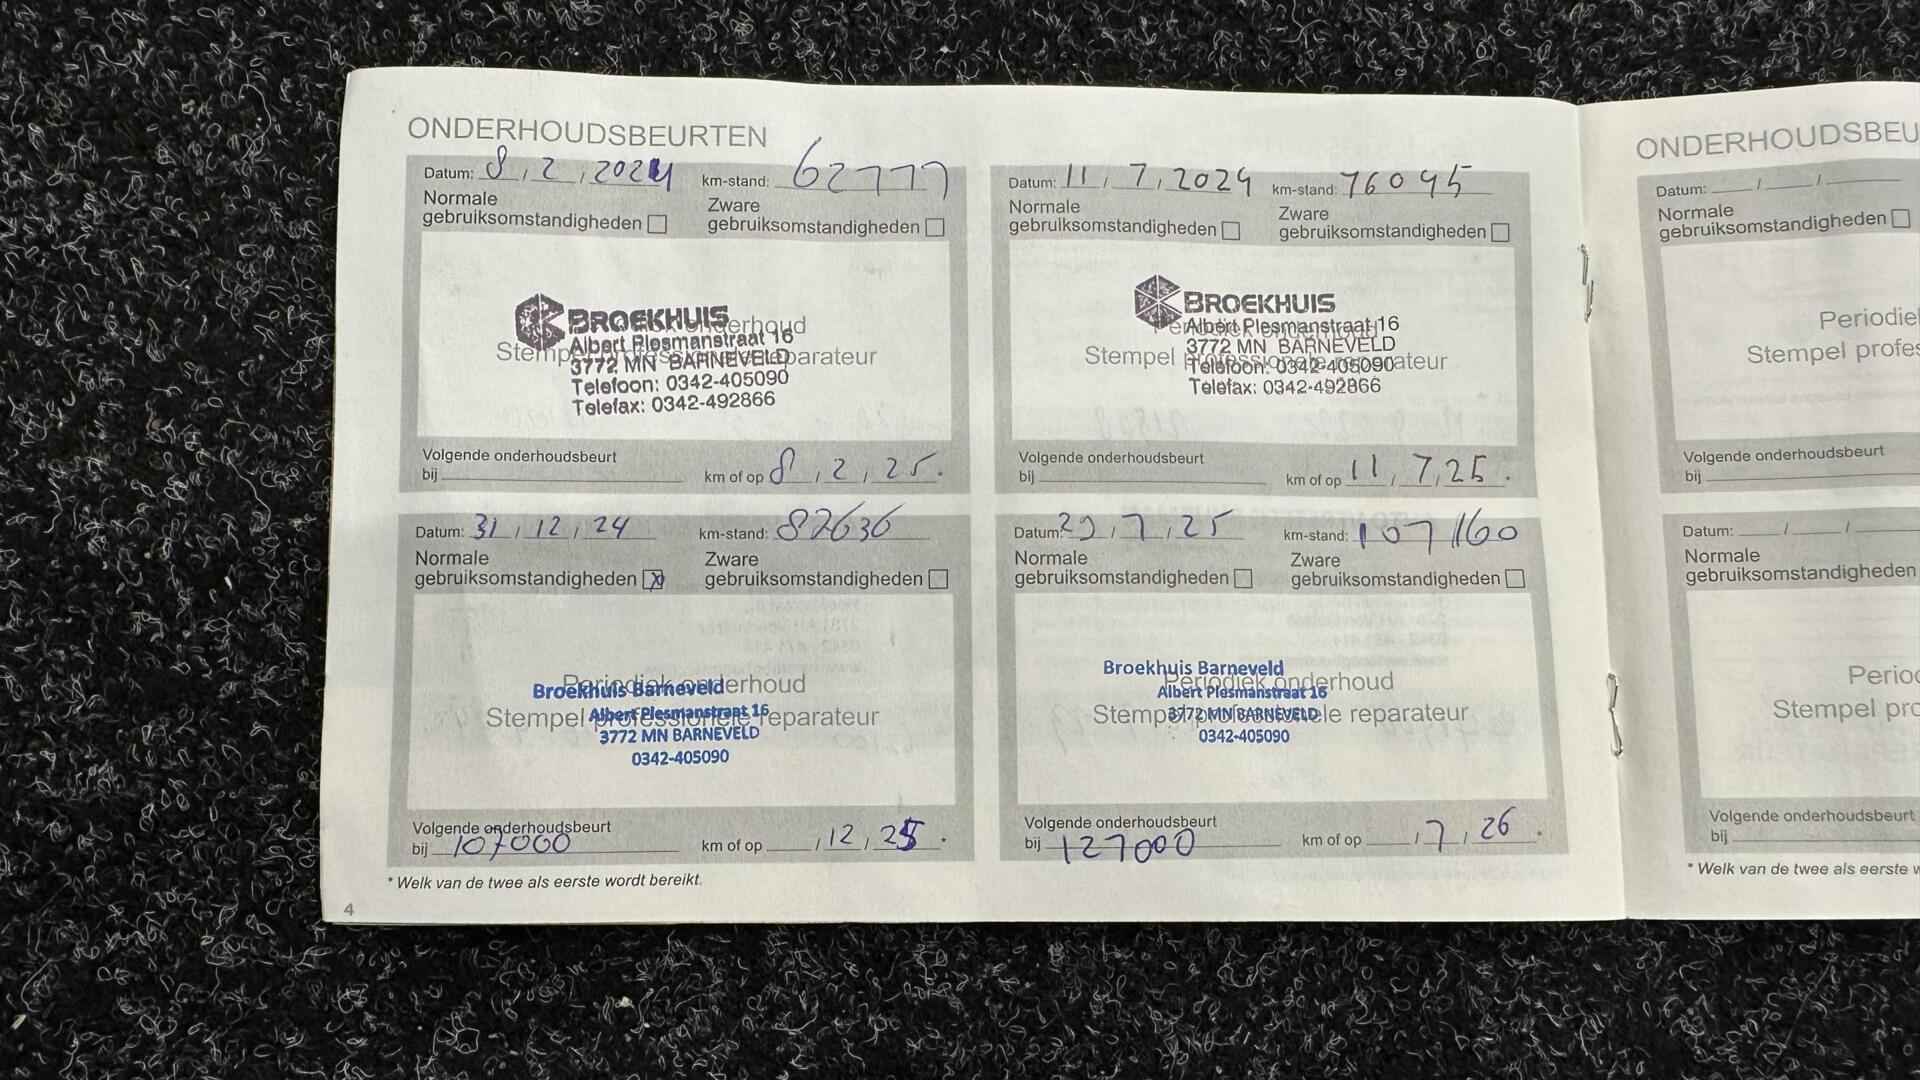 ONDERHOUDSBEURTEN
Datum: 8 / 2 / 2024 km-stand: 62777
Normale gebruiksomstandigheden
Zware gebruiksomstandigheden
Periodiek onderhoud
Stempel professionele reparateur
BROEKHUIS
Albert Plesmanstraat 16
3772 MN BARNEVELD
Telefoon: 0342-405090
Telefax: 0342-492866
Volgende onderhoudsbeurt
bij km of op 8 / 2 / 25.
Datum: 11 / 7 / 2024 km-stand: 76045
Normale gebruiksomstandigheden
Zware gebruiksomstandigheden
Periodiek onderhoud
Stempel professionele reparateur
BROEKHUIS
Albert Plesmanstraat 16
3772 MN BARNEVELD
Telefoon: 0342-405090
Telefax: 0342-492866
Volgende onderhoudsbeurt
bij km of op 11 / 7 / 25.
Datum: 31 / 12 / 24 km-stand: 82636
Normale gebruiksomstandigheden X
Zware gebruiksomstandigheden
Periodiek onderhoud
Stempel professionele reparateur
Broekhuis Barneveld
Albert Plesmanstraat 16
3772 MN BARNEVELD
0342-405090
Volgende onderhoudsbeurt
bij 107000 km of op / 12 / 25.
Datum: / 7 / 25 km-stand: 107160
Normale gebruiksomstandigheden
Zware gebruiksomstandigheden
Periodiek onderhoud
Stempel professionele reparateur
Broekhuis Barneveld
Albert Plesmanstraat 16
3772 MN BARNEVELD
0342-405090
Volgende onderhoudsbeurt
bij 127000 km of op / 7 / 26.
* Welk van de twee als eerste wordt bereikt.
4
ONDERHOUDSBEU
Datum: / /
Normale
gebruiksomstandigheden
Periodiek
Stempel profes
Volgende onderhoudsbeurt
bij
Datum: / /
Normale
gebruiksomstandigheden
Perio
Stempel pro
Volgende onderhoudsbeurt
bij
* Welk van de twee als eerste w